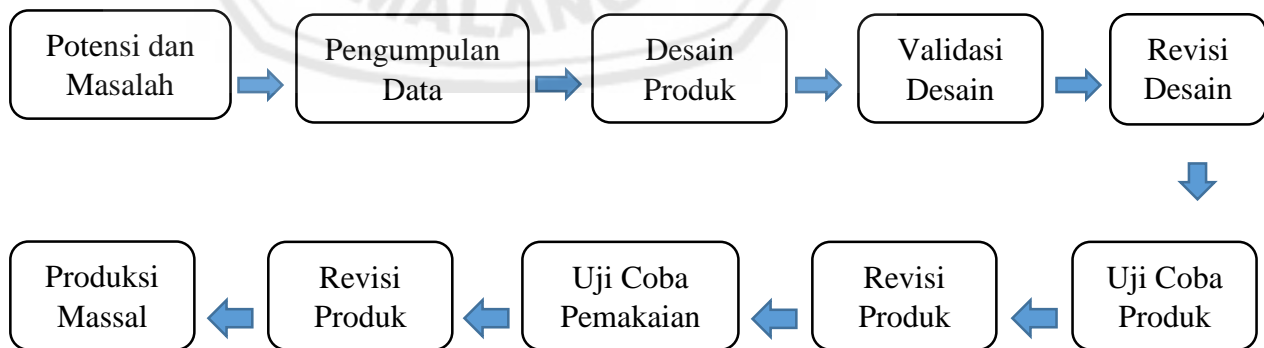 MALANG
Potensi dan
Masalah
Pengumpulan
Data
Desain
Produk
Validasi
Desain
Revisi
Desain
Uji Coba
Produk
Revisi
Produk
Uji Coba
Pemakaian
Revisi
Produk
Produksi
Massal